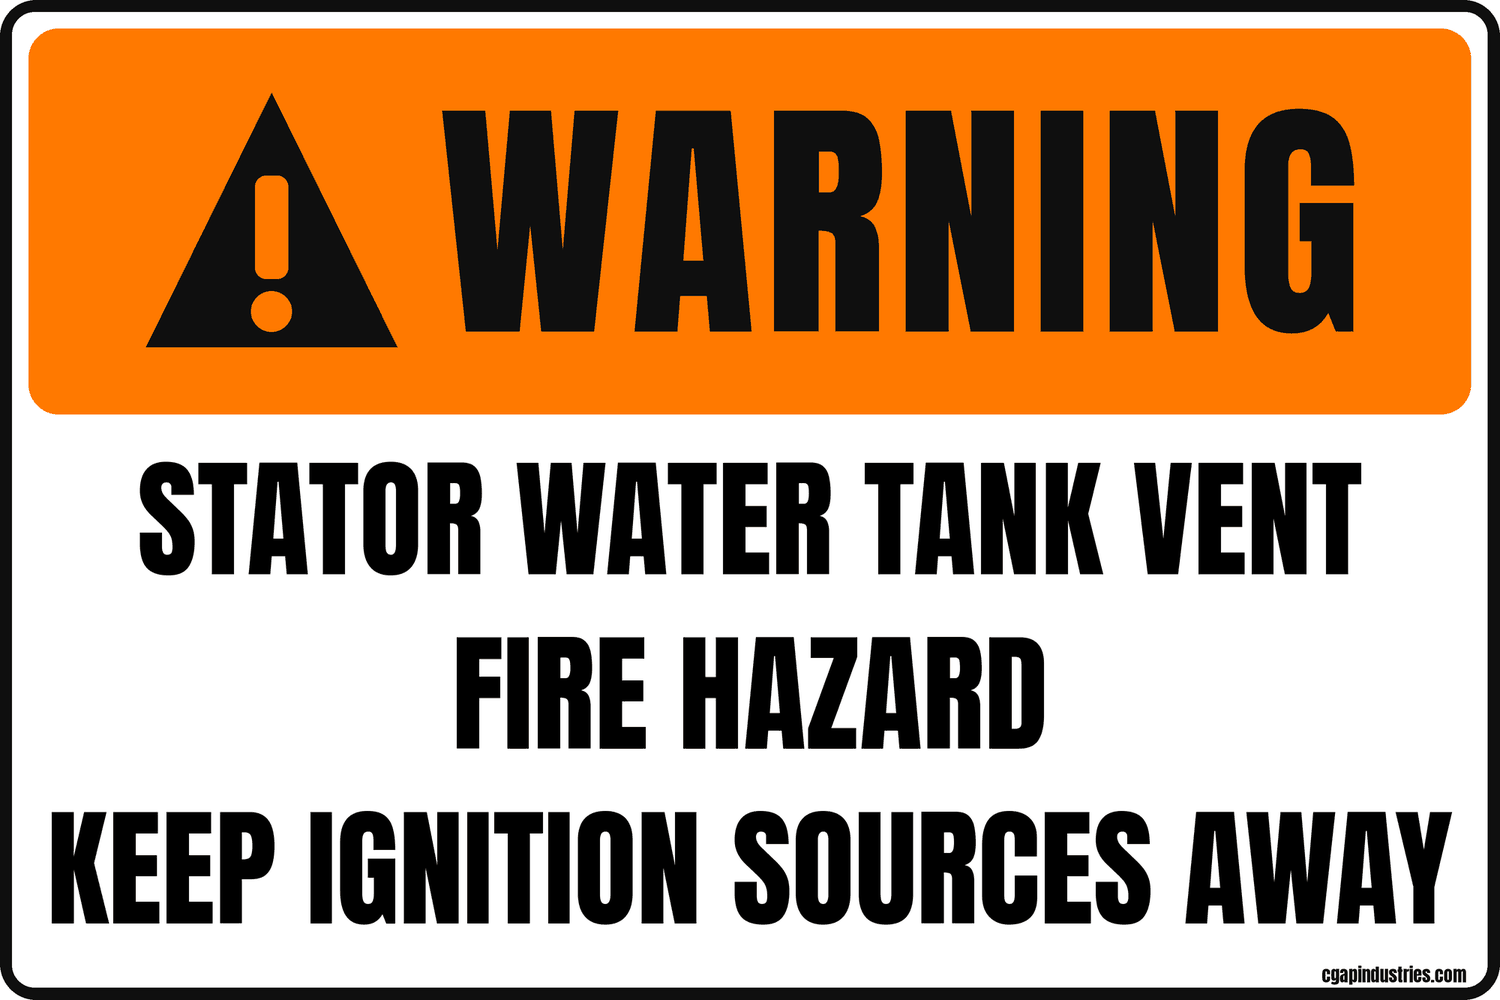 WARNING
STATOR WATER TANK VENT
FIRE HAZARD
KEEP IGNITION SOURCES AWAY
cgapindustries.com